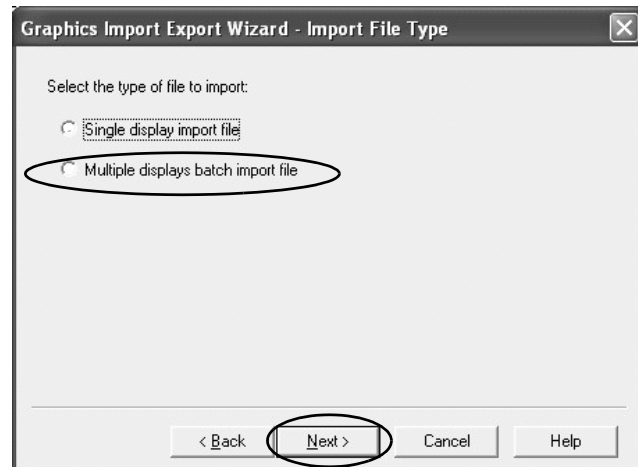 Graphics Import Export Wizard - Import File Type
Select the type of file to import:
Single display import file
Multiple displays batch import file
< Back Next > Cancel Help